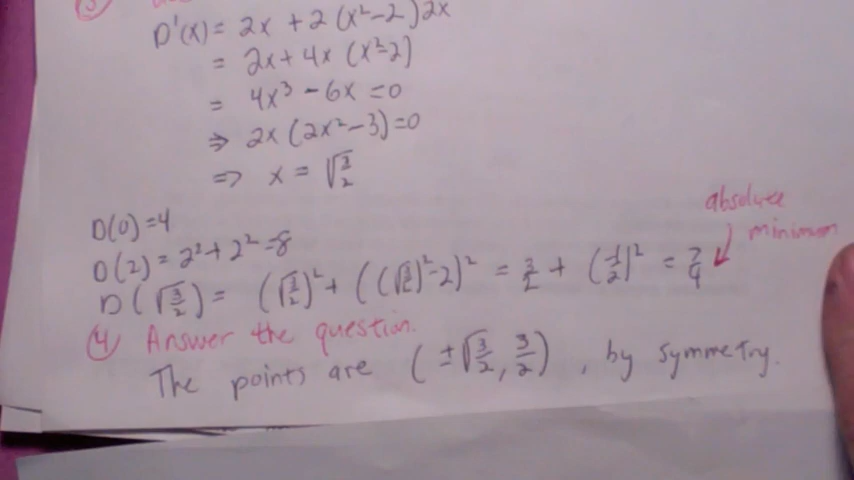 ③
D'(x) = 2x + 2(x²-2)2x
= 2x + 4x (x²-2)
= 4x³ - 6x = 0
⇒ 2x (2x² - 3) = 0
⇒ x = √3/2
D(0) = 4
D(2) = 2² + 2² = 8
D(√3/2) = (√3/2)² + ((√3/2)² - 2)² = 3/2 + (-1/2)² = 7/4
absolute
minimum
④ Answer the question.
The points are (±√3/2, 3/2), by symmetry.